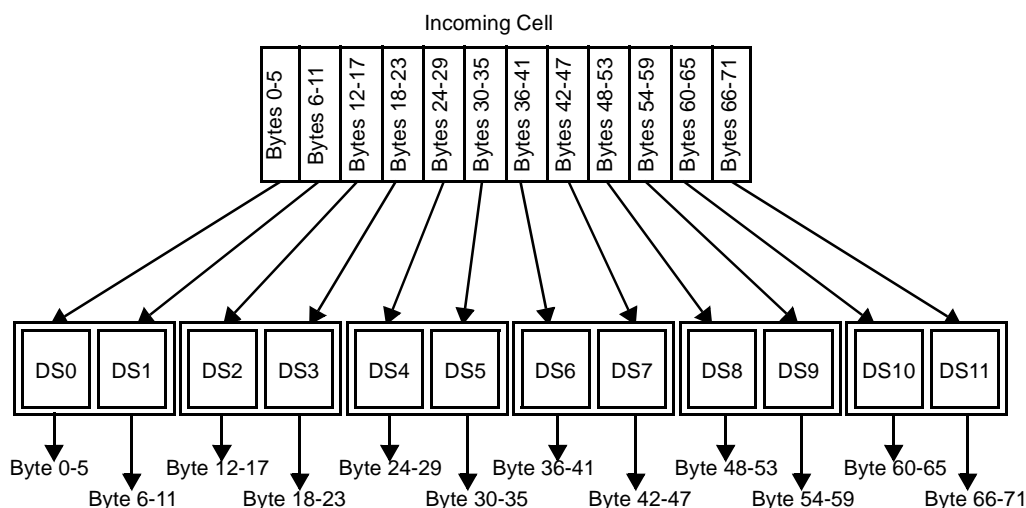 Incoming Cell
Bytes 0-5
Bytes 6-11
Bytes 12-17
Bytes 18-23
Bytes 24-29
Bytes 30-35
Bytes 36-41
Bytes 42-47
Bytes 48-53
Bytes 54-59
Bytes 60-65
Bytes 66-71
DS0
DS1
DS2
DS3
DS4
DS5
DS6
DS7
DS8
DS9
DS10
DS11
Byte 0-5
Byte 12-17
Byte 24-29
Byte 36-41
Byte 48-53
Byte 60-65
Byte 6-11
Byte 18-23
Byte 30-35
Byte 42-47
Byte 54-59
Byte 66-71